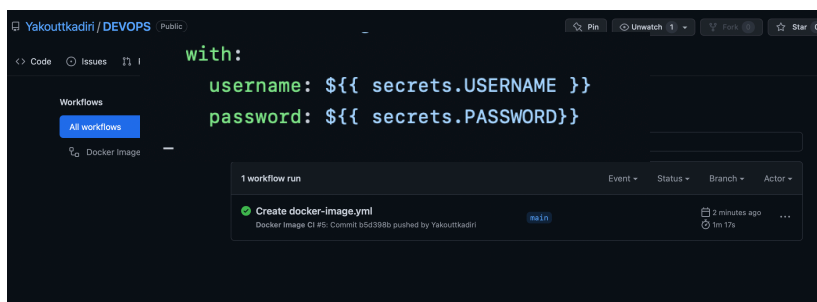 Yakouttkadiri / DEVOPS Public
Pin Unwatch 1 Fork 0 Star
Code Issues
with:
username: ${{ secrets.USERNAME }}
password: ${{ secrets.PASSWORD}}
Workflows
All workflows
Docker Image
1 workflow run
Event Status Branch Actor
Create docker-image.yml
main
2 minutes ago
Docker Image CI #5: Commit b5d398b pushed by Yakouttkadiri
1m 17s